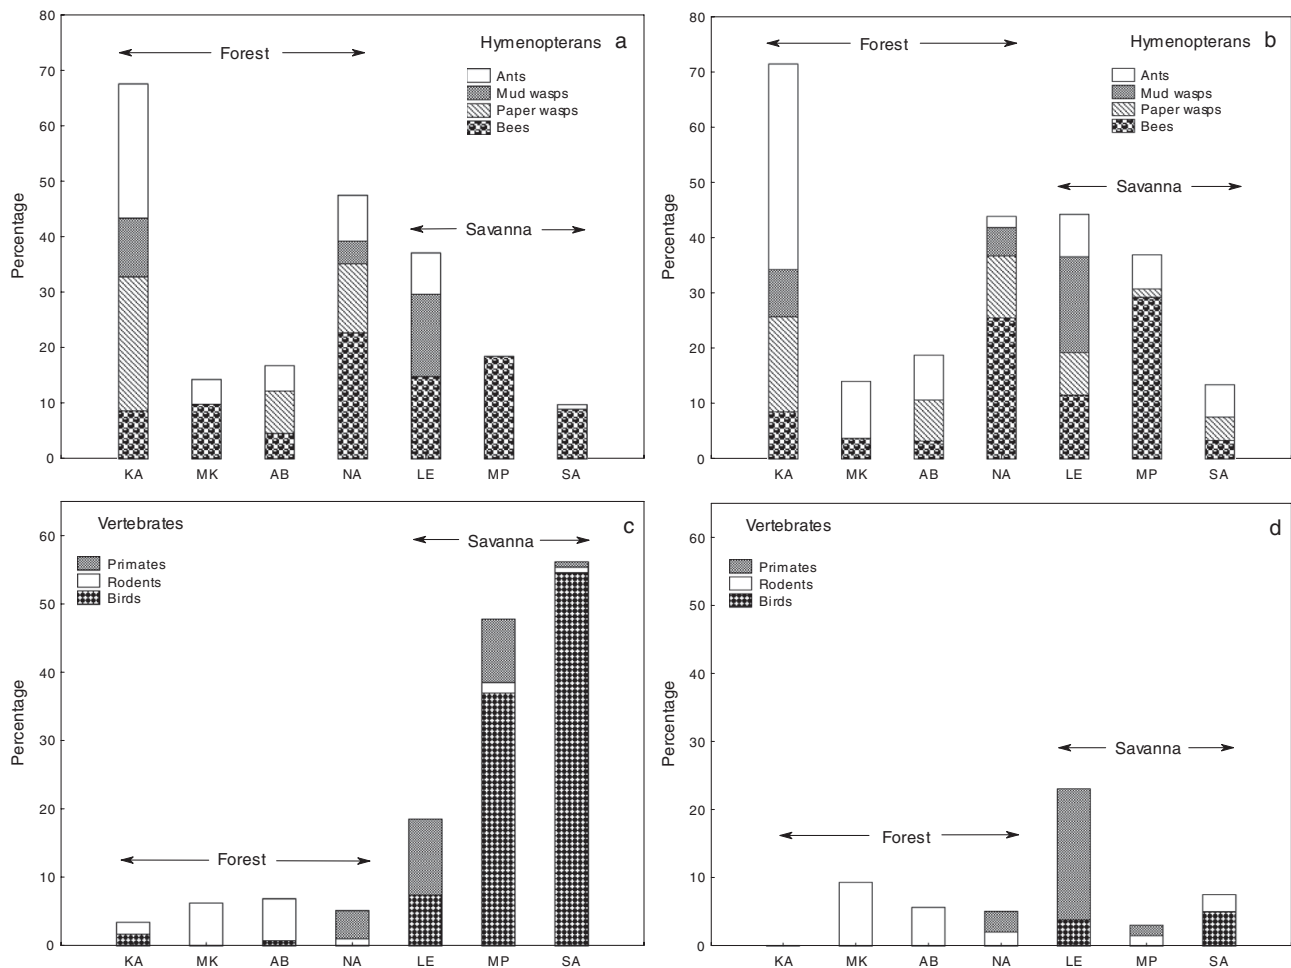 80
70
60
50
40
30
20
10
0
Percentage
Forest
Hymenopterans a
Ants
Mud wasps
Paper wasps
Bees
Savanna
KA MK AB NA LE MP SA
80
70
60
50
40
30
20
10
0
Percentage
Forest
Hymenopterans b
Ants
Mud wasps
Paper wasps
Bees
Savanna
KA MK AB NA LE MP SA
60
50
40
30
20
10
0
Percentage
Vertebrates c
Primates
Rodents
Birds
Savanna
Forest
KA MK AB NA LE MP SA
60
50
40
30
20
10
0
Percentage
Vertebrates d
Primates
Rodents
Birds
Savanna
Forest
KA MK AB NA LE MP SA